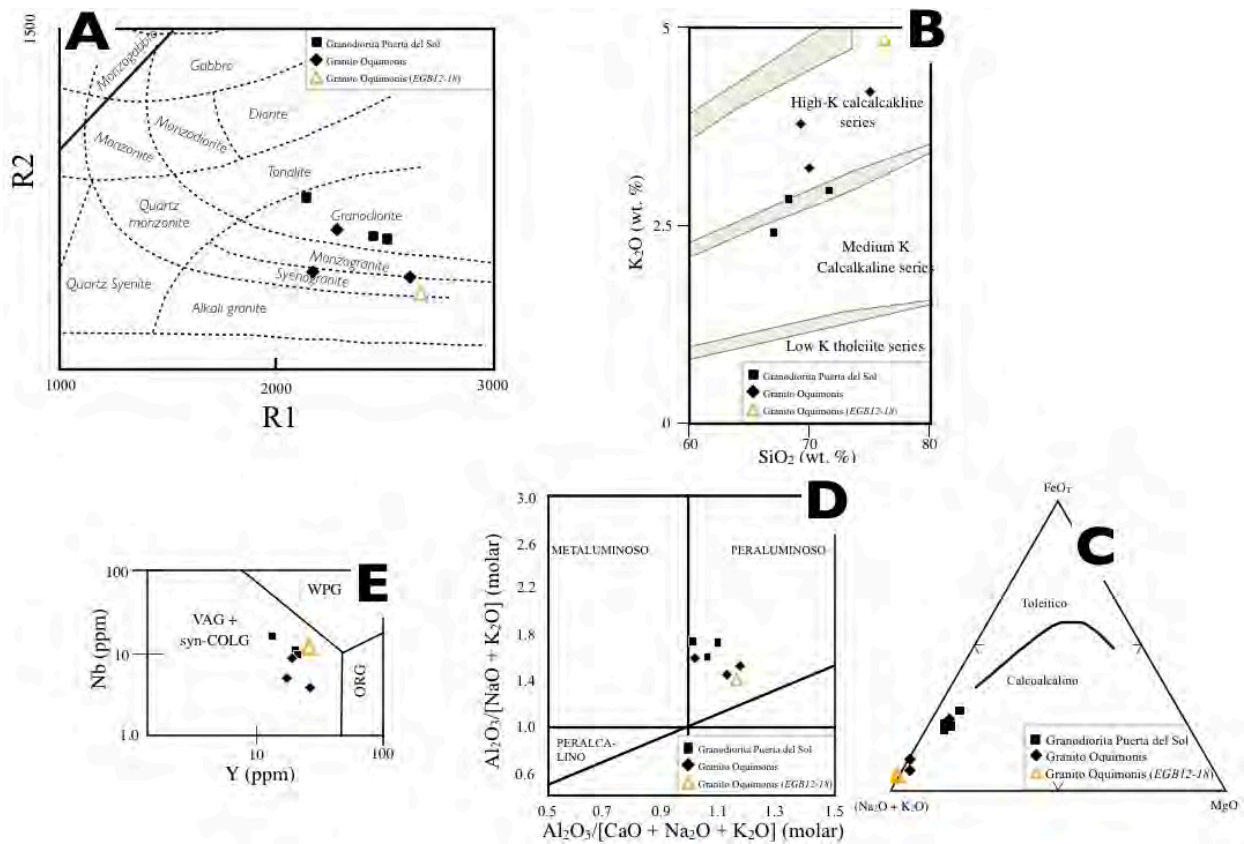 A
1500
R2
Monzogabbro
Gabbro
Diorite
Monzodiorite
Monzonite
Tonalite
Quartz
monzonite
Granodiorite
Monzogranite
Syenogranite
Quartz Syenite
Alkali granite
Granodiorita Puerta del Sol
Granito Oquimonis
Granito Oquimonis (EGB12-18)
1000
2000
3000
R1
B
5
2.5
.0
K2O (wt. %)
High-K calcalcakline
series
Medium K
Calcalkaline series
Low K tholeiite series
Granodiorita Puerta del Sol
Granito Oquimonis
Granito Oquimonis (EGB12-18)
60
70
80
SiO2 (wt. %)
E
100
10
1.0
Nb (ppm)
WPG
VAG +
syn-COLG
ORG
10
100
Y (ppm)
D
3.0
2.6
2.2
1.8
1.4
1.0
0.6
Al2O3/[NaO + K2O] (molar)
METALUMINOSO
PERALUMINOSO
PERALCA-
LINO
Granodiorita Puerta del Sol
Granito Oquimonis
Granito Oquimonis (EGB12-18)
0.5
0.7
0.9
1.1
1.3
1.5
Al2O3/[CaO + Na2O + K2O] (molar)
C
FeOT
Toleitico
Calcoalcalino
Granodiorita Puerta del Sol
Granito Oquimonis
Granito Oquimonis (EGB12-18)
(Na2O + K2O)
MgO